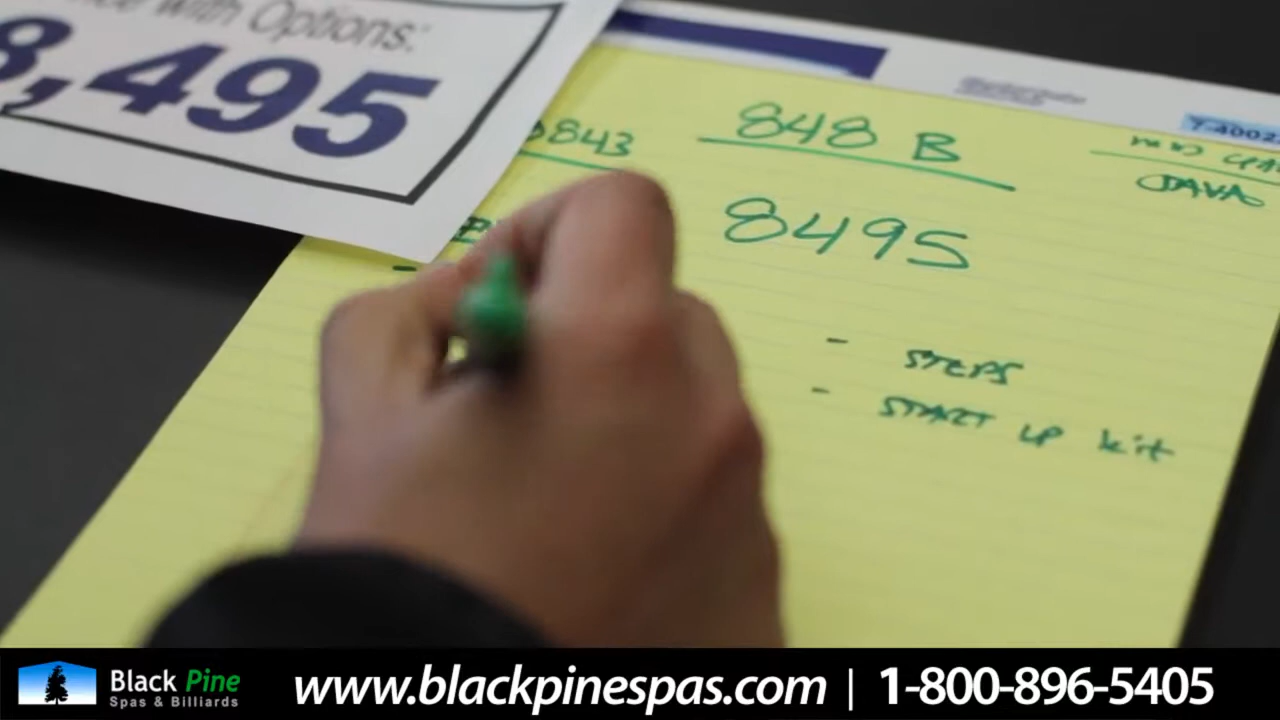 with Options:
8,495
843
848 B
8495
JAVA
- STEPS
- START UP kit
Black Pine
Spas & Billiards
www.blackpinespas.com | 1-800-896-5405